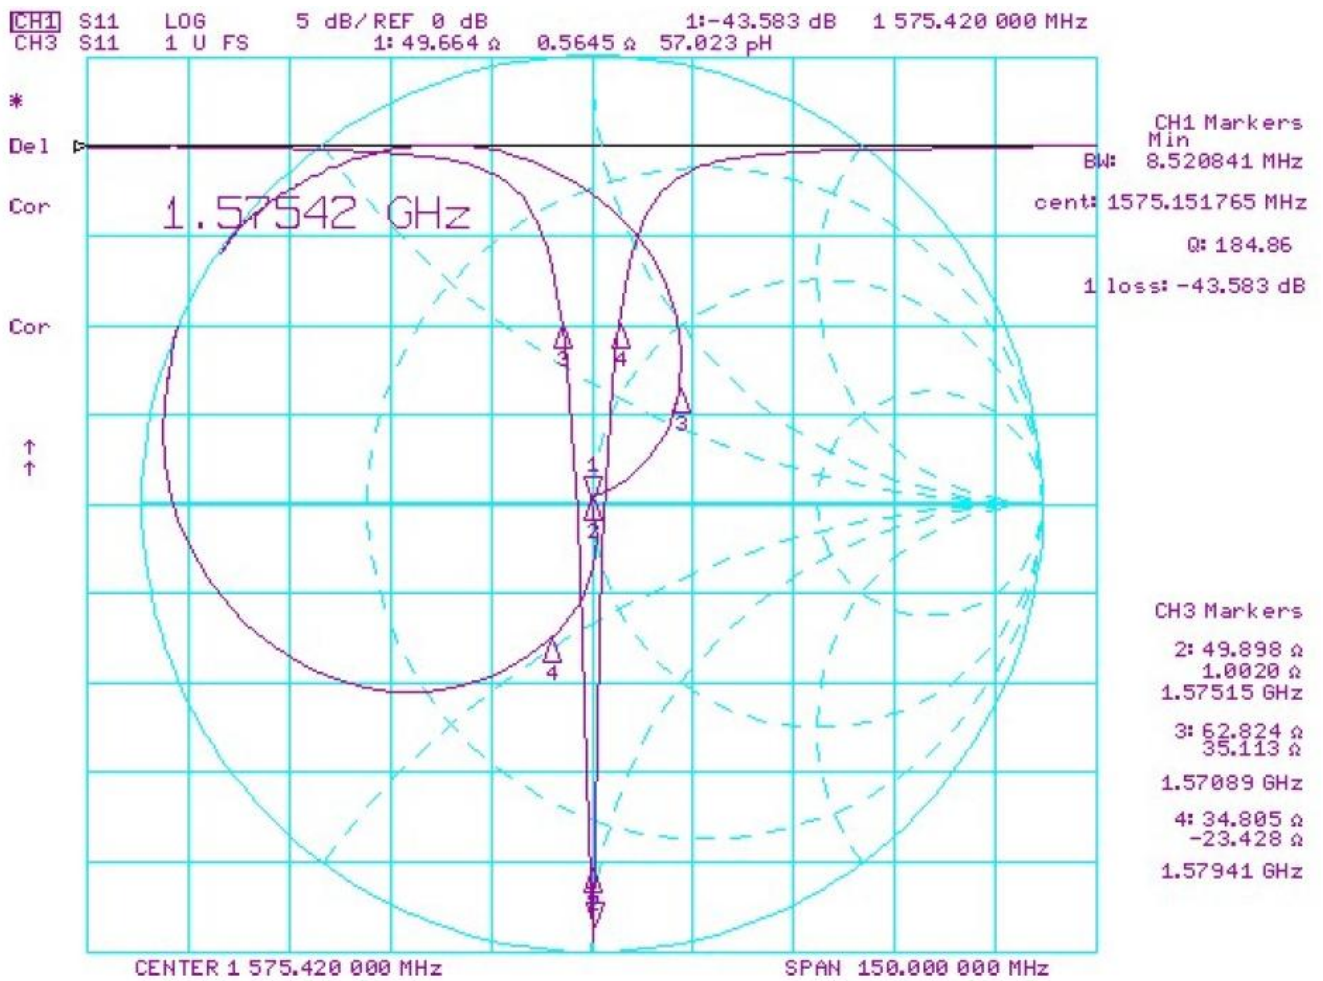 CH1 S11 LOG 5 dB/REF 0 dB 1:-43.583 dB 1 575.420 000 MHz
CH3 S11 1 U FS 1: 49.664 Ω 0.5645 Ω 57.023 pH
*
CH1 Markers
Min
Del
BW: 8.520841 MHz
Cor
1.57542 GHz
cent: 1575.151765 MHz
Q: 184.86
1 loss: -43.583 dB
Cor
3
4
3
↑
↑
1
2
4
CH3 Markers
2: 49.898 Ω
1.0020 Ω
1.57515 GHz
3: 62.824 Ω
35.113 Ω
1.57089 GHz
4: 34.805 Ω
-23.428 Ω
1.57941 GHz
CENTER 1 575.420 000 MHz SPAN 150.000 000 MHz